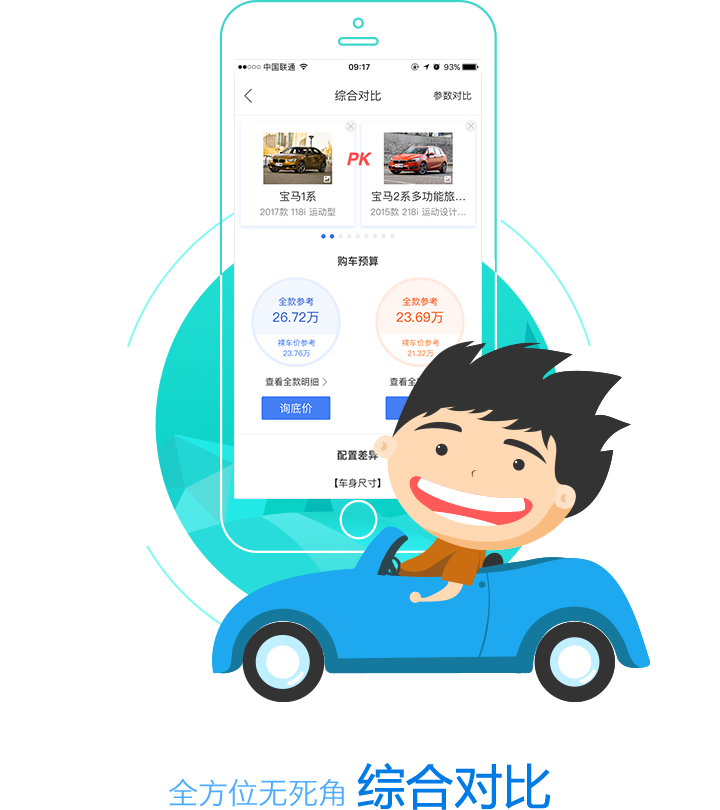 中国联通 09:17 93%
综合对比 参数对比
PK
宝马1系 宝马2系多功能旅...
2017款 118i 运动型 2015款 218i 运动设计...
购车预算
全款参考 全款参考
26.72万 23.69万
裸车价参考 裸车价参考
23.76万 21.32万
查看全款明细 查看全
询底价
配置差异
【车身尺寸】
全方位无死角 综合对比